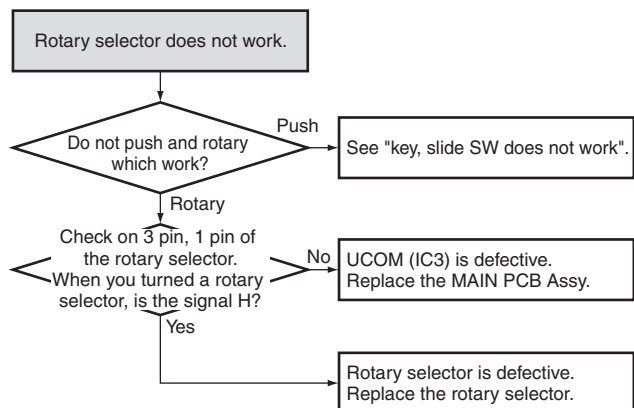 Rotary selector does not work.
Push
Do not push and rotary
which work?
See "key, slide SW does not work".
Rotary
Check on 3 pin, 1 pin of
the rotary selector.
When you turned a rotary
selector, is the signal H?
No
UCOM (IC3) is defective.
Replace the MAIN PCB Assy.
Yes
Rotary selector is defective.
Replace the rotary selector.